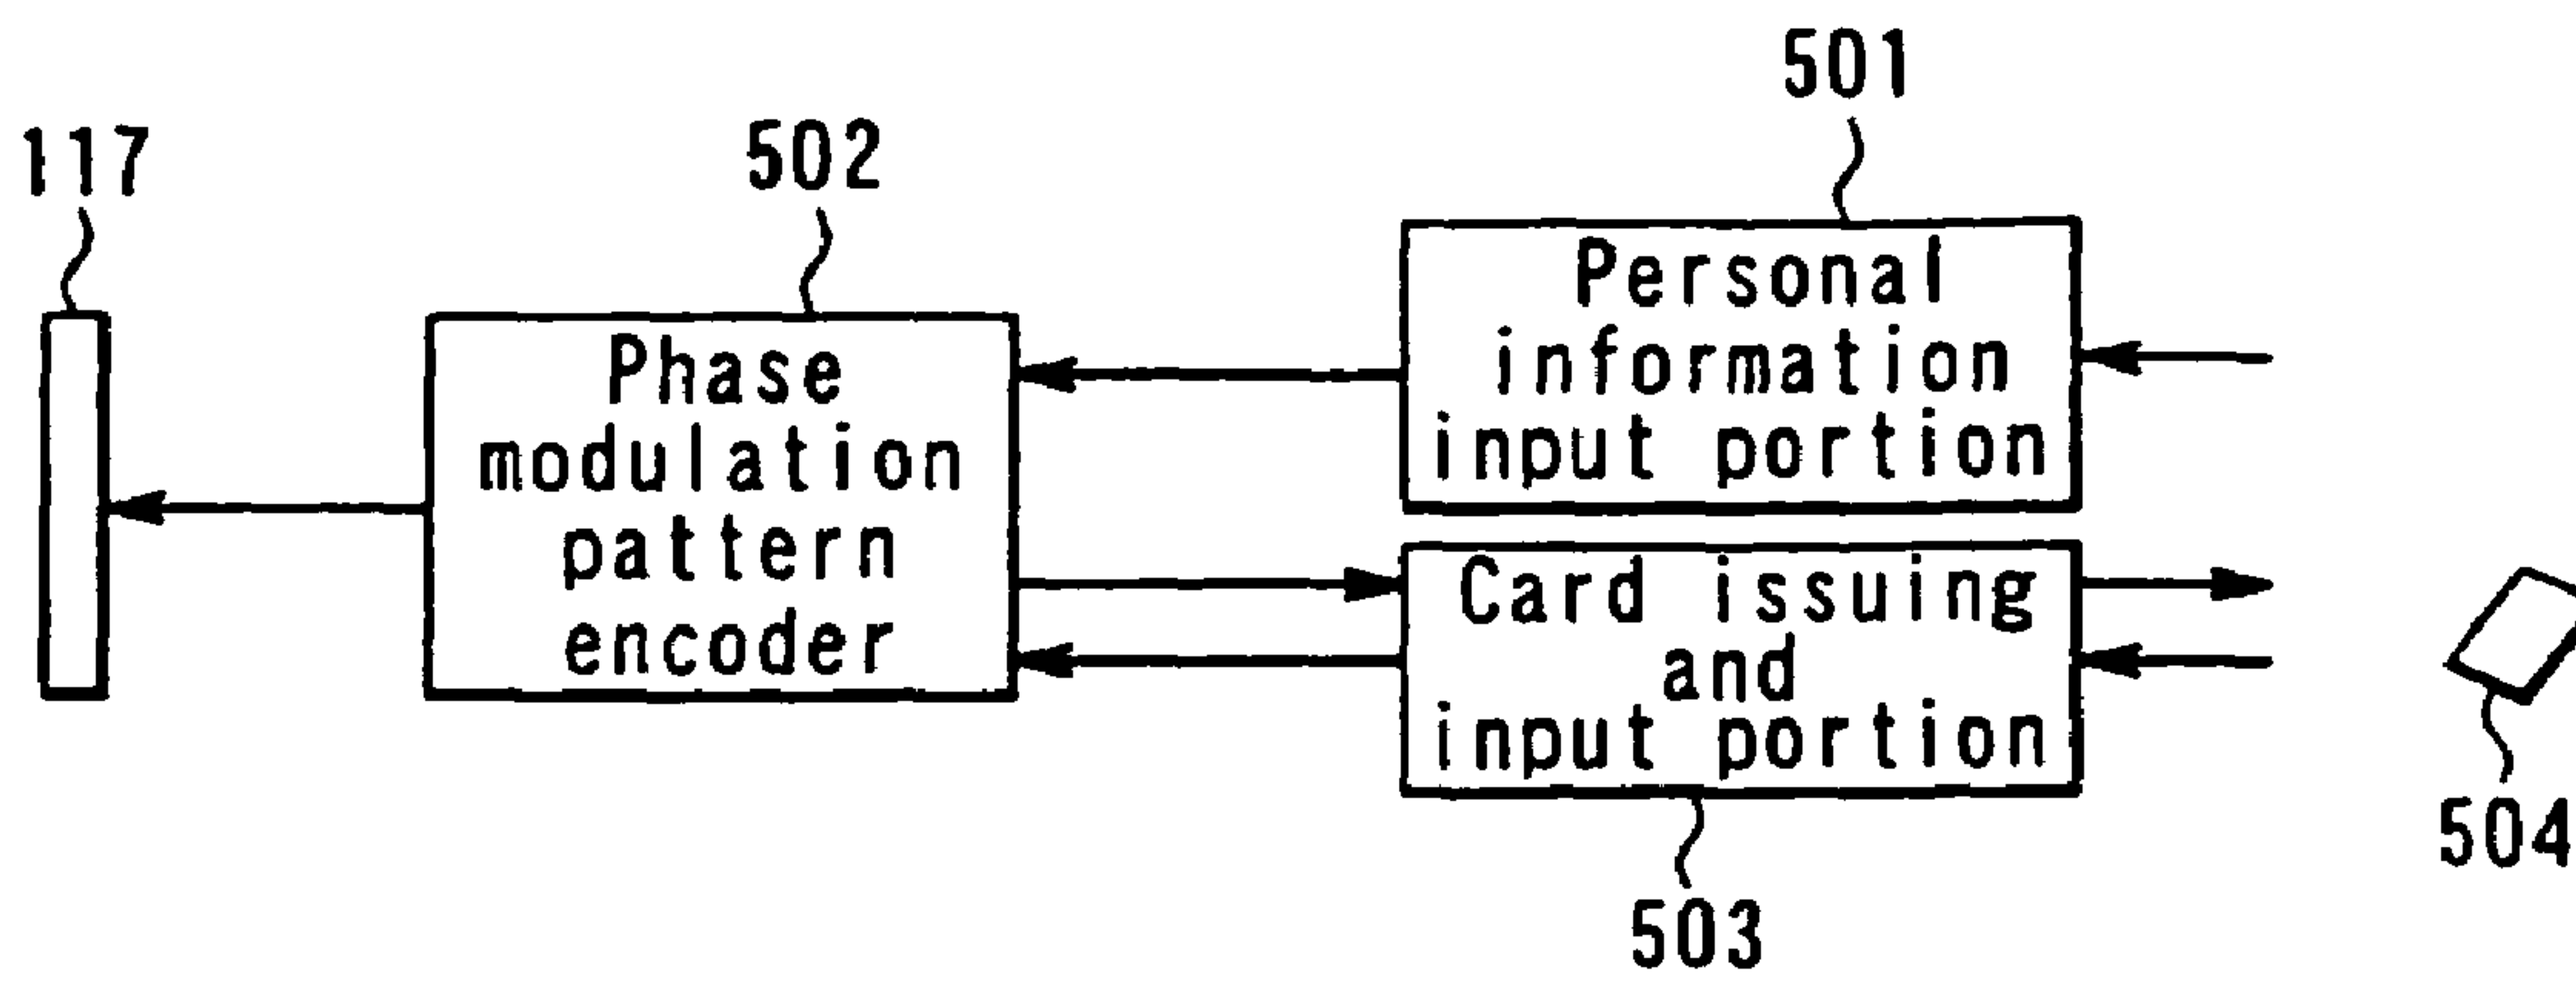 501
117
502
Personal
information
input portion
Phase
modulation
pattern
encoder
Card issuing
and
input portion
504
503